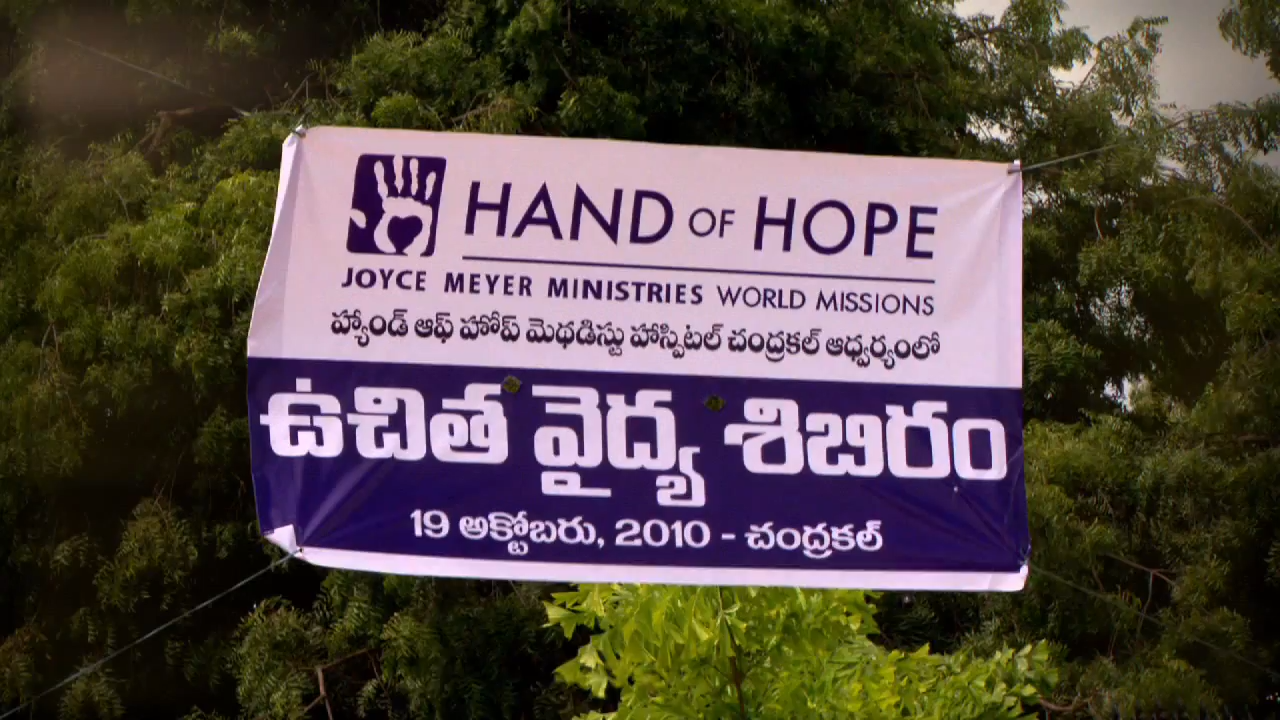 HAND OF HOPE
JOYCE MEYER MINISTRIES WORLD MISSIONS
హ్యాండ్ ఆఫ్ హోప్ మెథడిస్టు హాస్పిటల్ చంద్రకల్ ఆధ్వర్యంలో
ఉచిత వైద్య శిబిరం
19 అక్టోబరు, 2010 - చంద్రకల్